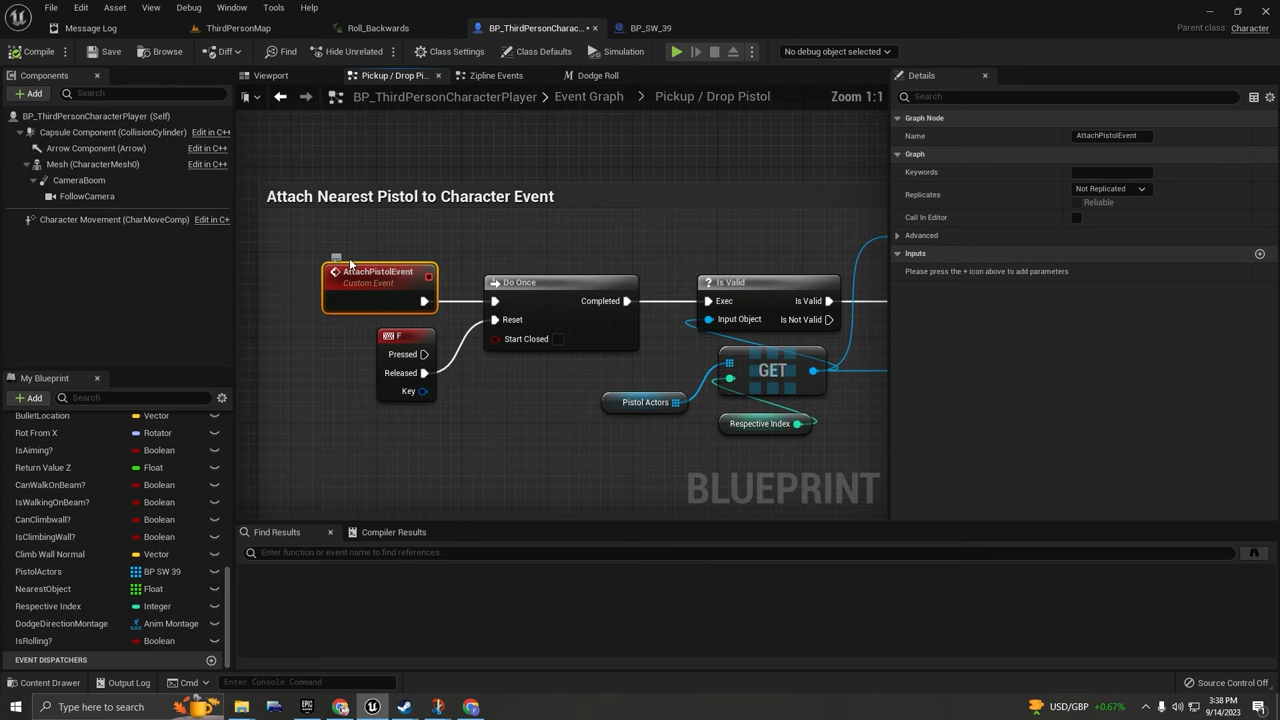 File Edit Asset View Debug Window Tools Help
Message Log ThirdPersonMap Roll_Backwards BP_ThirdPersonCharac... • BP_SW_39 Parent class: Character
Compile Save Browse Diff Find Hide Unrelated Class Settings Class Defaults Simulation No debug object selected
Components
Add Search
BP_ThirdPersonCharacterPlayer (Self)
Capsule Component (CollisionCylinder) Edit in C++
Arrow Component (Arrow) Edit in C++
Mesh (CharacterMesh0) Edit in C++
CameraBoom
FollowCamera
Character Movement (CharMoveComp) Edit in C+
My Blueprint
Add Search
BulletLocation Vector
Rot From X Rotator
IsAiming? Boolean
Return Value Z Float
CanWalkOnBeam? Boolean
IsWalkingOnBeam? Boolean
CanClimbwall? Boolean
IsClimbingWall? Boolean
Climb Wall Normal Vector
PistolActors BP SW 39
NearestObject Float
Respective Index Integer
DodgeDirectionMontage Anim Montage
IsRolling? Boolean
EVENT DISPATCHERS
Viewport Pickup / Drop Pi... Zipline Events Dodge Roll
BP_ThirdPersonCharacterPlayer > Event Graph > Pickup / Drop Pistol Zoom 1:1
Attach Nearest Pistol to Character Event
AttachPistolEvent
Custom Event
F
Pressed
Released
Key
Do Once
Completed
Reset
Start Closed
Is Valid
Exec Is Valid
Input Object Is Not Valid
GET
Pistol Actors
Respective Index
BLUEPRINT
Find Results Compiler Results
Enter function or event name to find references...
Details
Search
Graph Node
Name AttachPistolEvent
Graph
Keywords
Replicates Not Replicated
Reliable
Call In Editor
Advanced
Inputs
Please press the + icon above to add parameters
Content Drawer Output Log Cmd Enter Console Command Source Control Off
Type here to search USD/GBP +0.67% 3:38 PM
9/14/2023